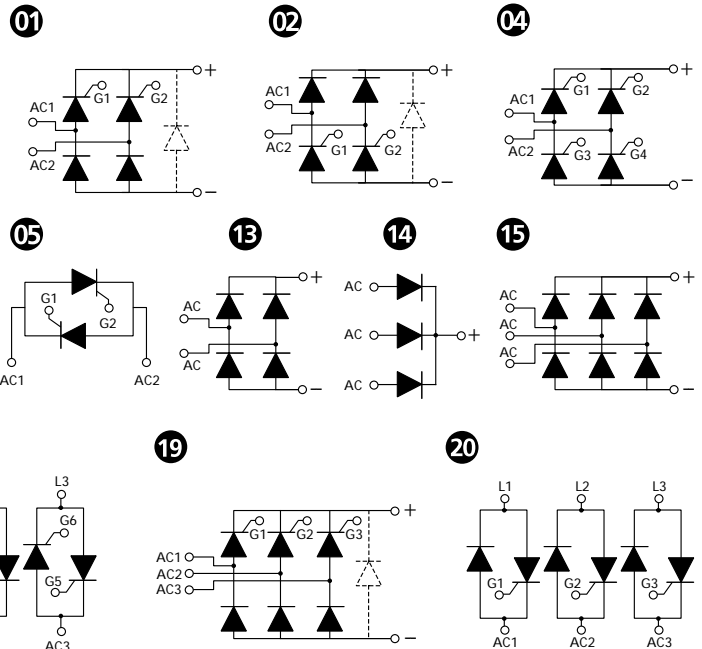 01
02
04
+
G1
G2
AC1
AC2
−
+
AC1
AC2
G1
G2
−
+
G1
G2
AC1
AC2
G3
G4
−
05
13
14
15
G1
G2
AC1
AC2
+
AC
AC
−
AC
AC
AC
+
+
AC
AC
AC
−
19
20
L3
G6
G5
AC3
+
G1
G2
G3
AC1
AC2
AC3
−
L1
L2
L3
G1
G2
G3
AC1
AC2
AC3